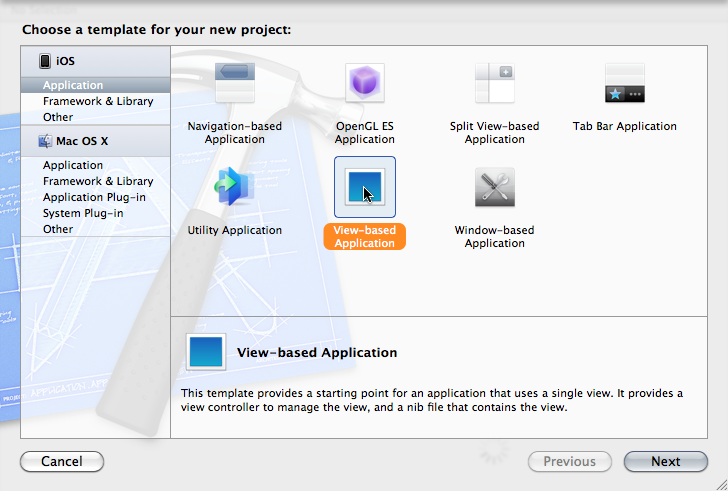 Choose a template for your new project:
iOS
Application
Framework & Library
Other
Mac OS X
Application
Framework & Library
Application Plug-in
System Plug-in
Other
Navigation-based
Application
OpenGL ES
Application
Split View-based
Application
Tab Bar Application
Utility Application
View-based
Application
Window-based
Application
View-based Application
This template provides a starting point for an application that uses a single view. It provides a
view controller to manage the view, and a nib file that contains the view.
PROJECT APPLICATION APP
Cancel
Previous
Next